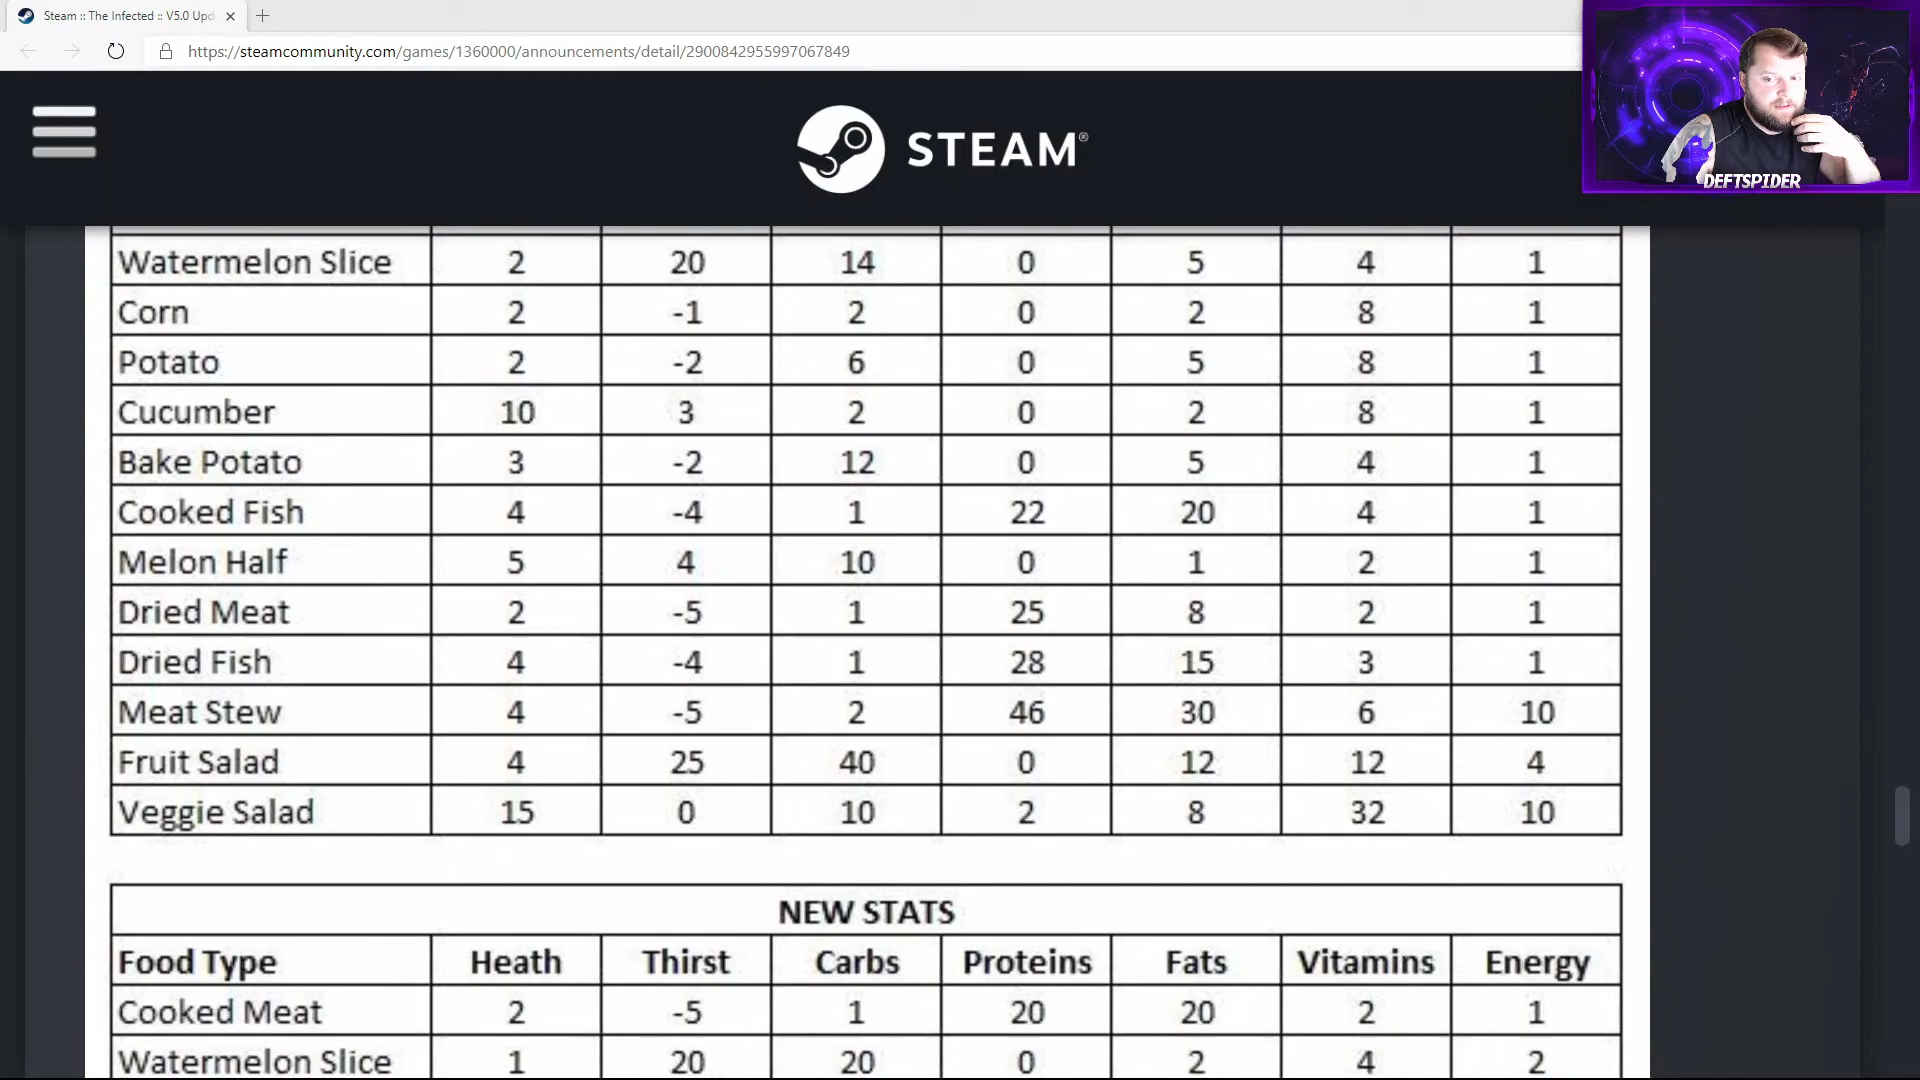 Steam :: The Infected :: V5.0 Upd
https://steamcommunity.com/games/1360000/announcements/detail/2900842955997067849
STEAM®
DEFTSPIDER
Watermelon Slice 2 20 14 0 5 4 1
Corn 2 -1 2 0 2 8 1
Potato 2 -2 6 0 5 8 1
Cucumber 10 3 2 0 2 8 1
Bake Potato 3 -2 12 0 5 4 1
Cooked Fish 4 -4 1 22 20 4 1
Melon Half 5 4 10 0 1 2 1
Dried Meat 2 -5 1 25 8 2 1
Dried Fish 4 -4 1 28 15 3 1
Meat Stew 4 -5 2 46 30 6 10
Fruit Salad 4 25 40 0 12 12 4
Veggie Salad 15 0 10 2 8 32 10
NEW STATS
Food Type Heath Thirst Carbs Proteins Fats Vitamins Energy
Cooked Meat 2 -5 1 20 20 2 1
Watermelon Slice 1 20 20 0 2 4 2